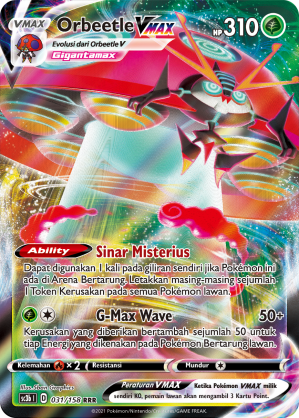 VMAX Orbeetle VMAX HP 310
Evolusi dari Orbeetle V
Gigantamax
Ability Sinar Misterius
Dapat digunakan 1 kali pada giliran sendiri jika Pokémon ini
ada di Arena Bertarung. Letakkan masing-masing sejumlah
1 Token Kerusakan pada semua Pokémon lawan.
G-Max Wave 50+
Kerusakan yang diberikan bertambah sejumlah 50 untuk
tiap Energi yang dikenakan oleh Pokémon Bertarung lawan.
Kelemahan x2 Resistansi Mundur
Peraturan VMAX Ketika Pokémon VMAX milik
sendiri KO, pemain lawan akan mengambil 3 Kartu Point.
sc3b I D 031/158 RRR
©2021 Pokémon/Nintendo/Creatures/GAME FREAK.